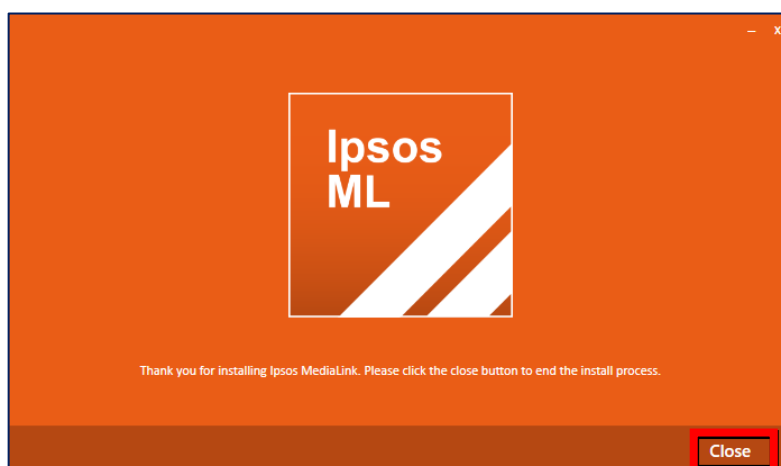 – x
Ipsos
ML
Thank you for installing Ipsos MediaLink. Please click the close button to end the install process.
Close